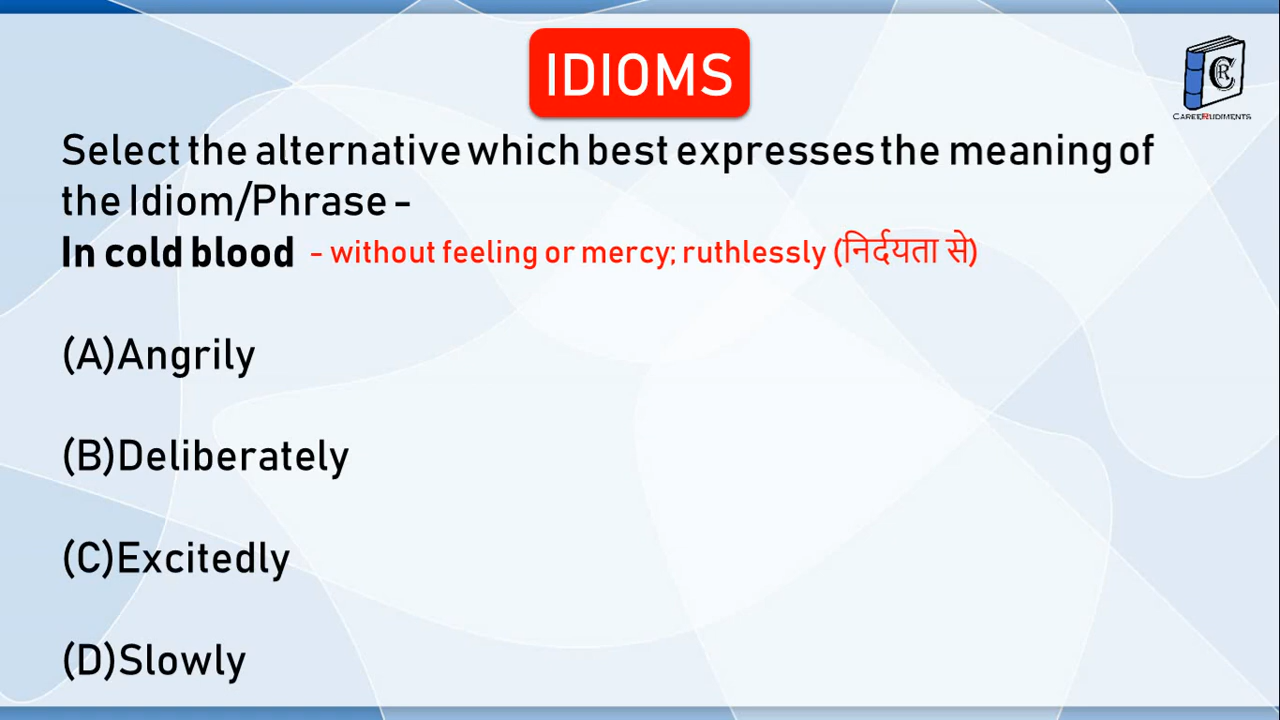 IDIOMS
CR
CAREERUDIMENTS
Select the alternative which best expresses the meaning of
the Idiom/Phrase -
In cold blood - without feeling or mercy; ruthlessly (निर्दयता से)
(A)Angrily
(B)Deliberately
(C)Excitedly
(D)Slowly